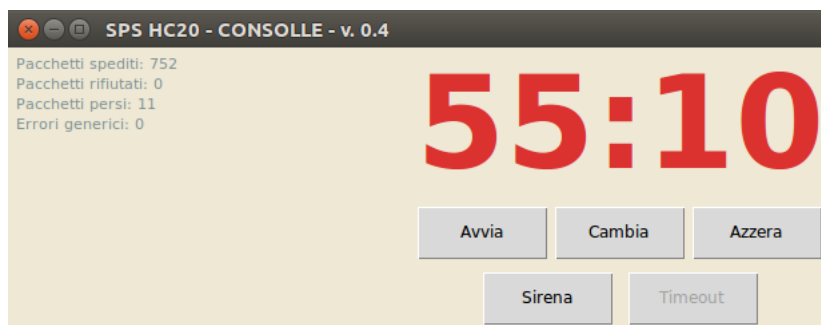 SPS HC20 - CONSOLLE - v. 0.4
Pacchetti spediti: 752
Pacchetti rifiutati: 0
Pacchetti persi: 11
Errori generici: 0
55:10
Avvia Cambia Azzera
Sirena Timeout